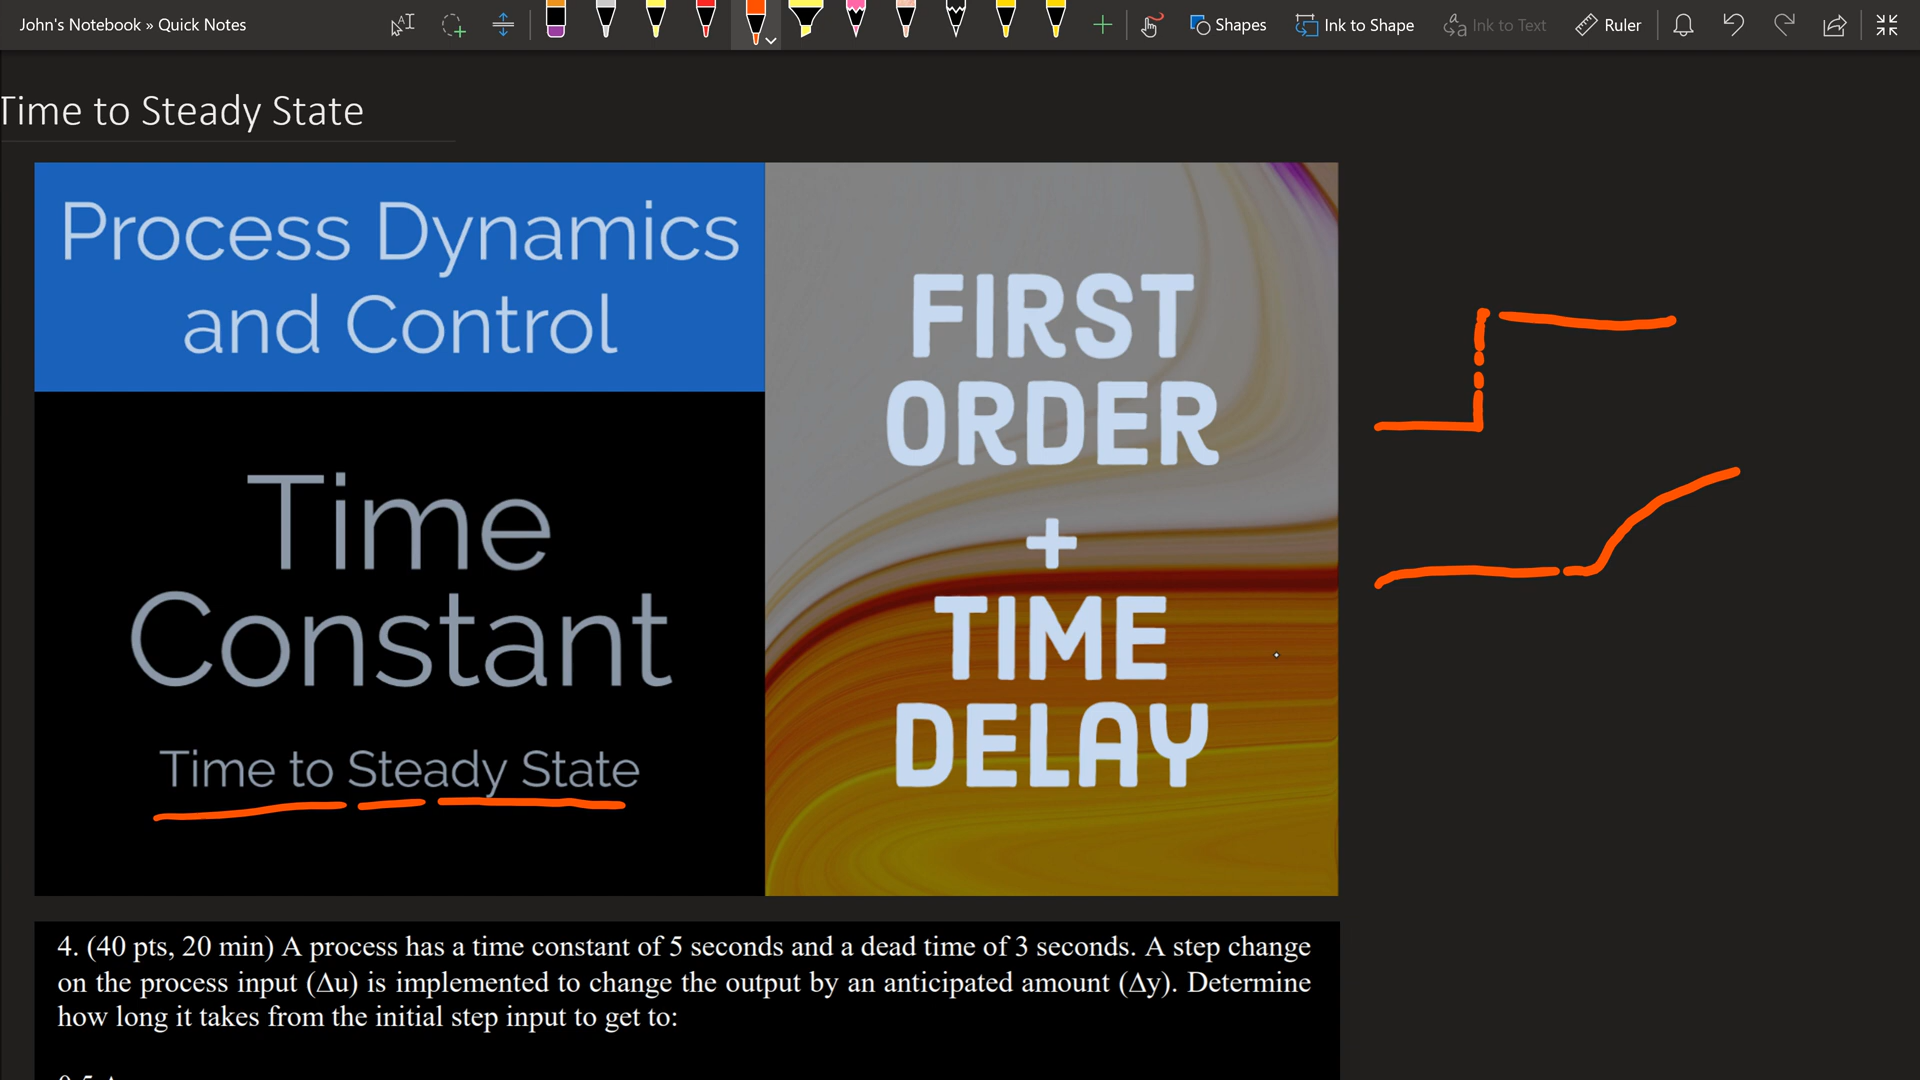 John's Notebook » Quick Notes
Shapes
Ink to Shape
Ink to Text
Ruler
Time to Steady State
Process Dynamics
and Control
Time
Constant
Time to Steady State
FIRST
ORDER
+
TIME
DELAY
4. (40 pts, 20 min) A process has a time constant of 5 seconds and a dead time of 3 seconds. A step change
on the process input (Δu) is implemented to change the output by an anticipated amount (Δy). Determine
how long it takes from the initial step input to get to: